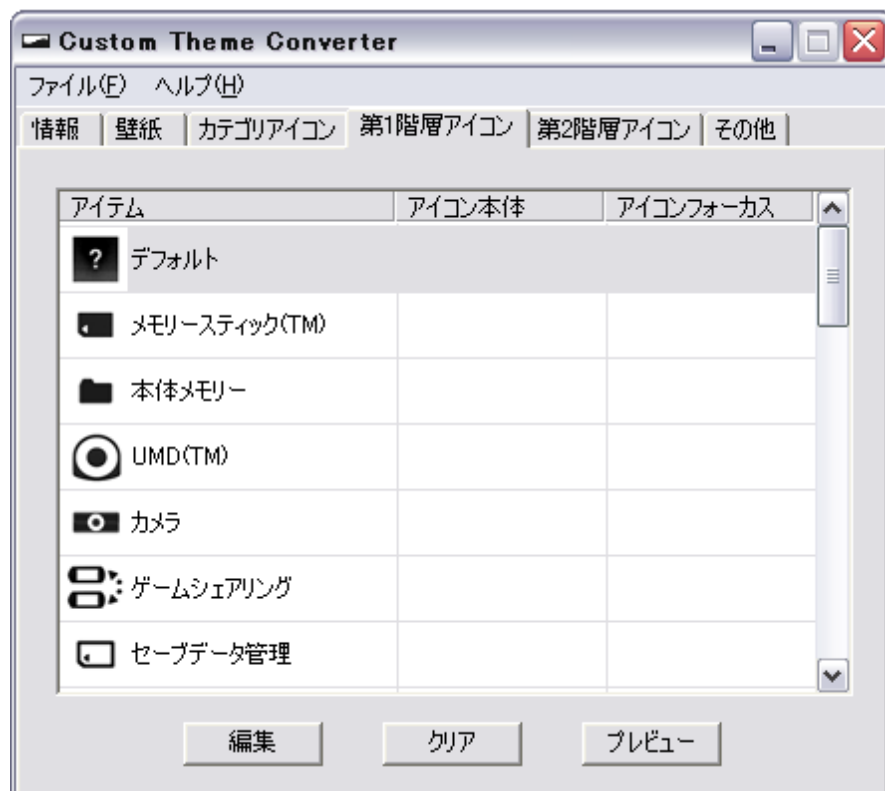 Custom Theme Converter
ファイル(F) ヘルプ(H)
情報 壁紙 カテゴリアイコン 第1階層アイコン 第2階層アイコン その他
アイテム アイコン本体 アイコンフォーカス
? デフォルト
メモリースティック(TM)
本体メモリー
UMD(TM)
カメラ
ゲームシェアリング
セーブデータ管理
編集 クリア プレビュー